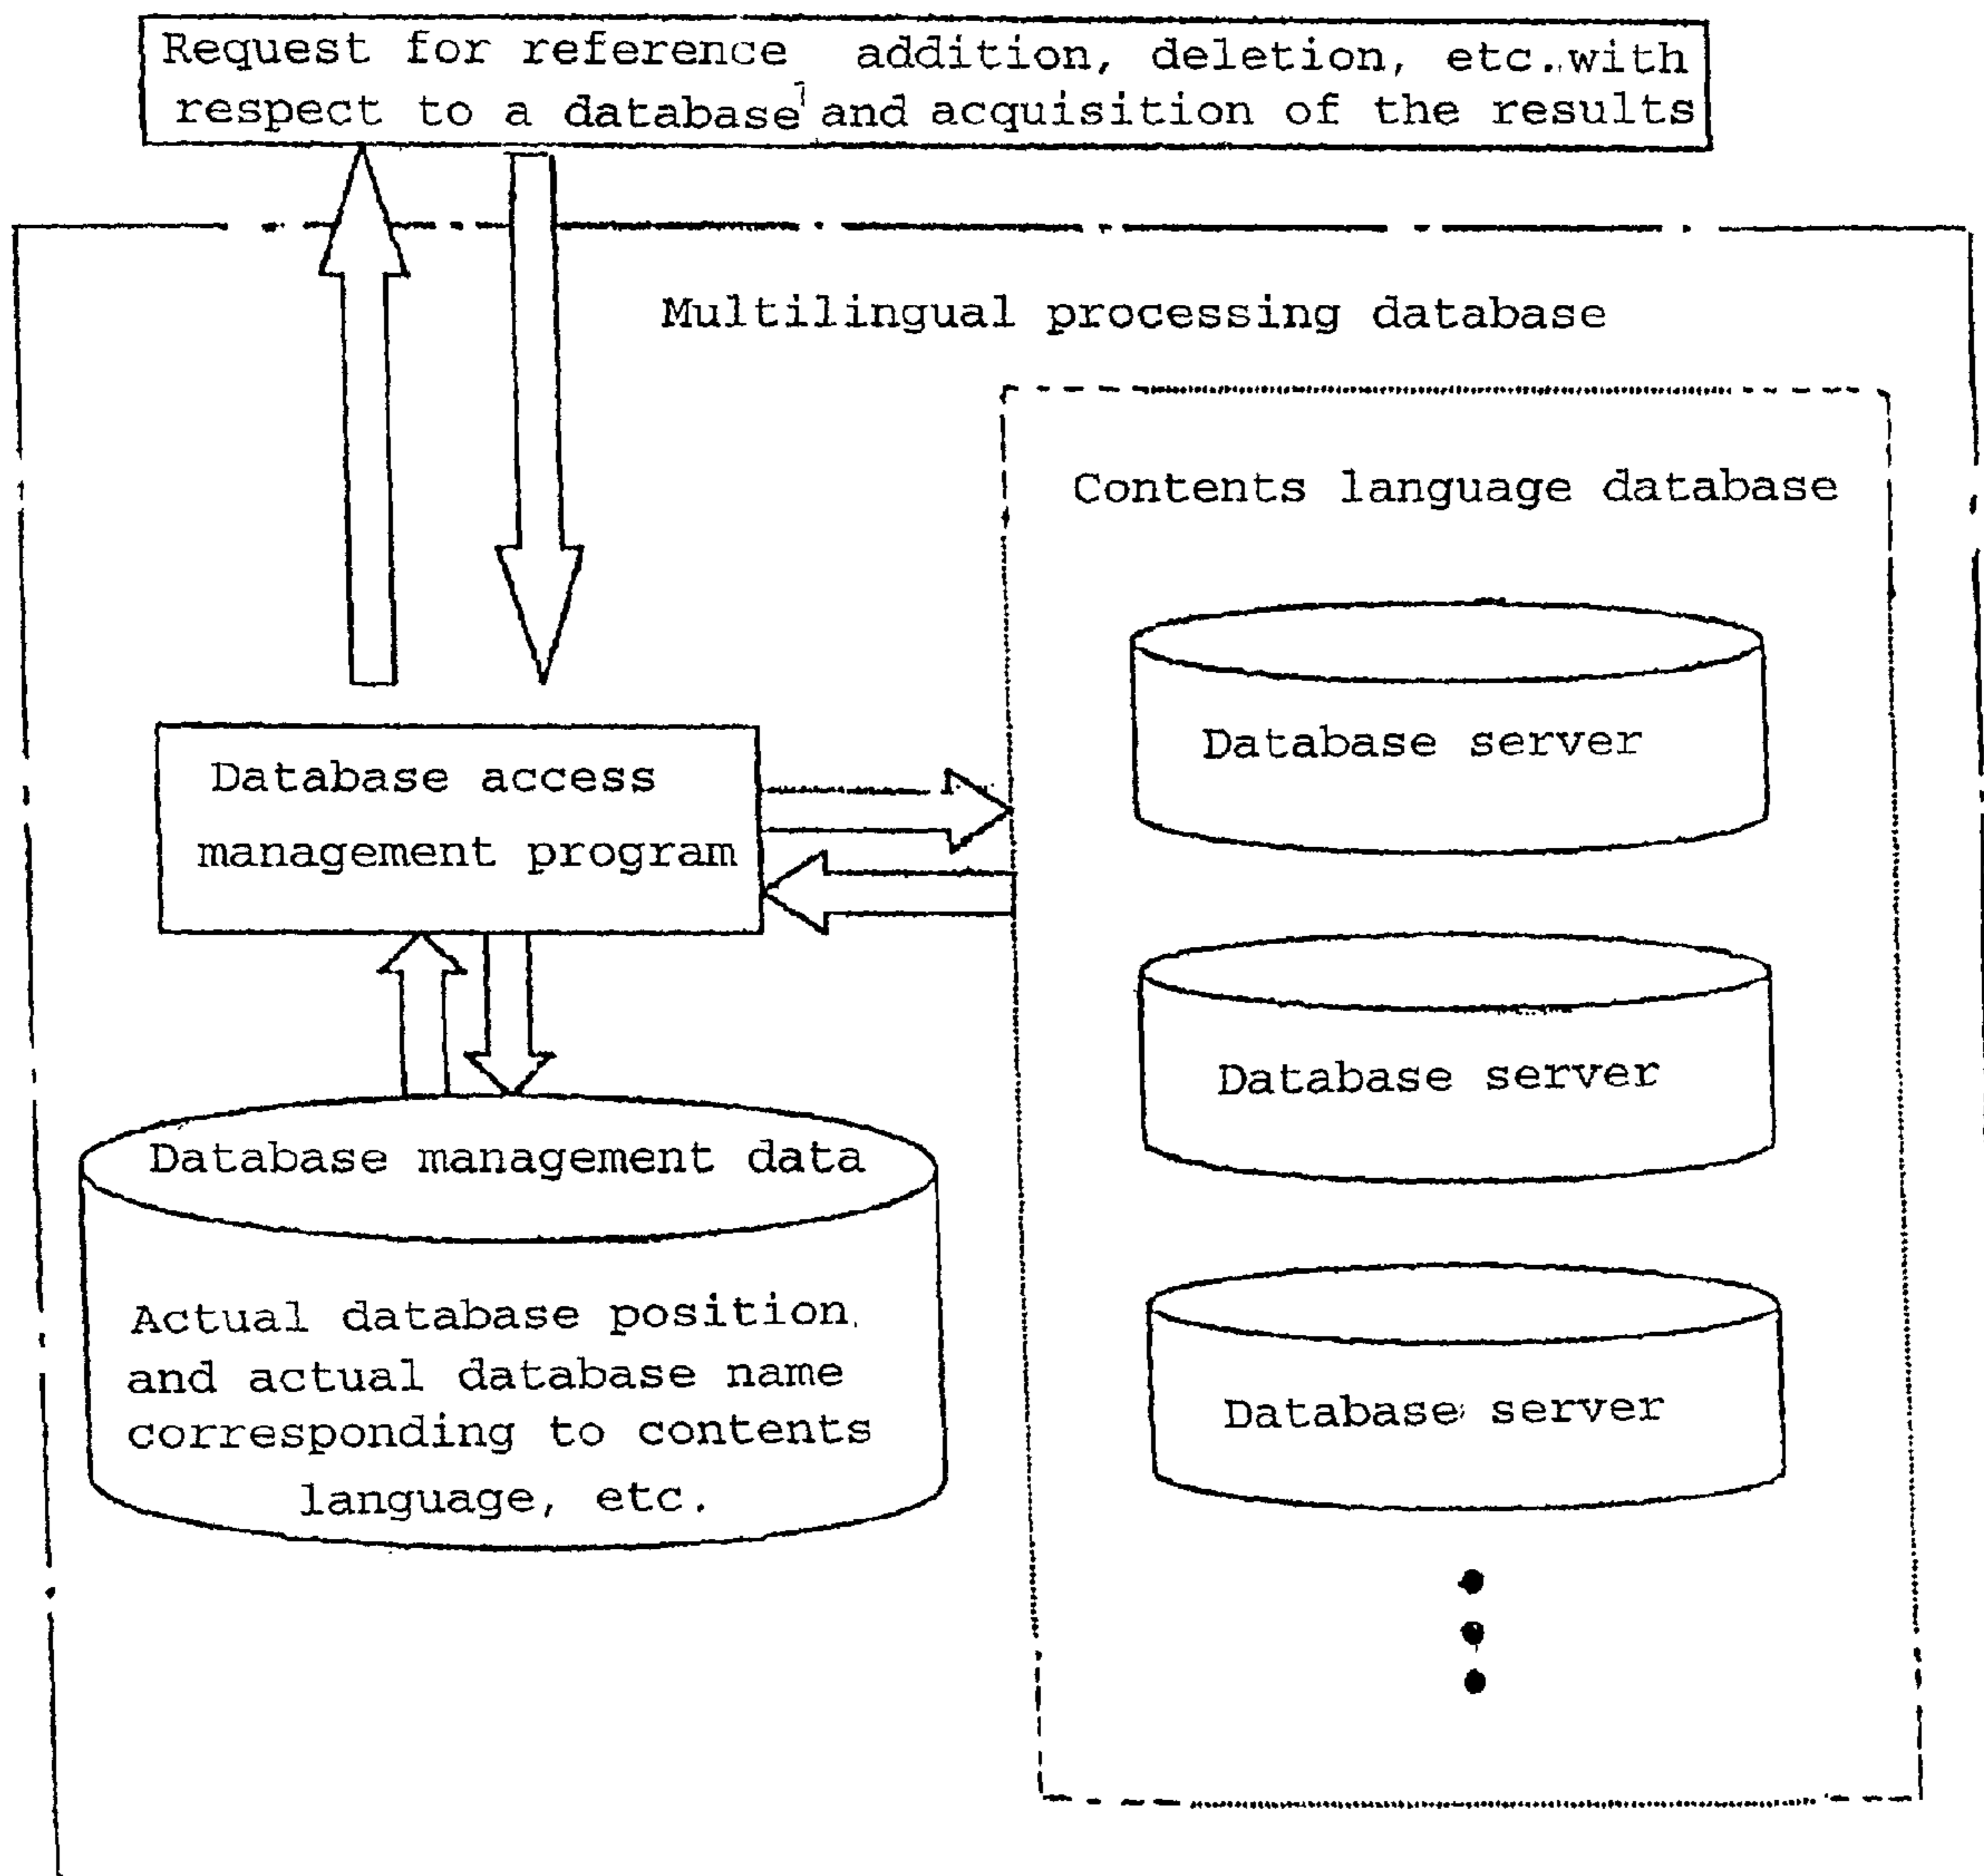 Request for reference, addition, deletion, etc. with
respect to a database and acquisition of the results
Multilingual processing database
Contents language database
Database server
Database access
management program
Database server
Database management data
Actual database position
and actual database name
corresponding to contents
language, etc.
Database server